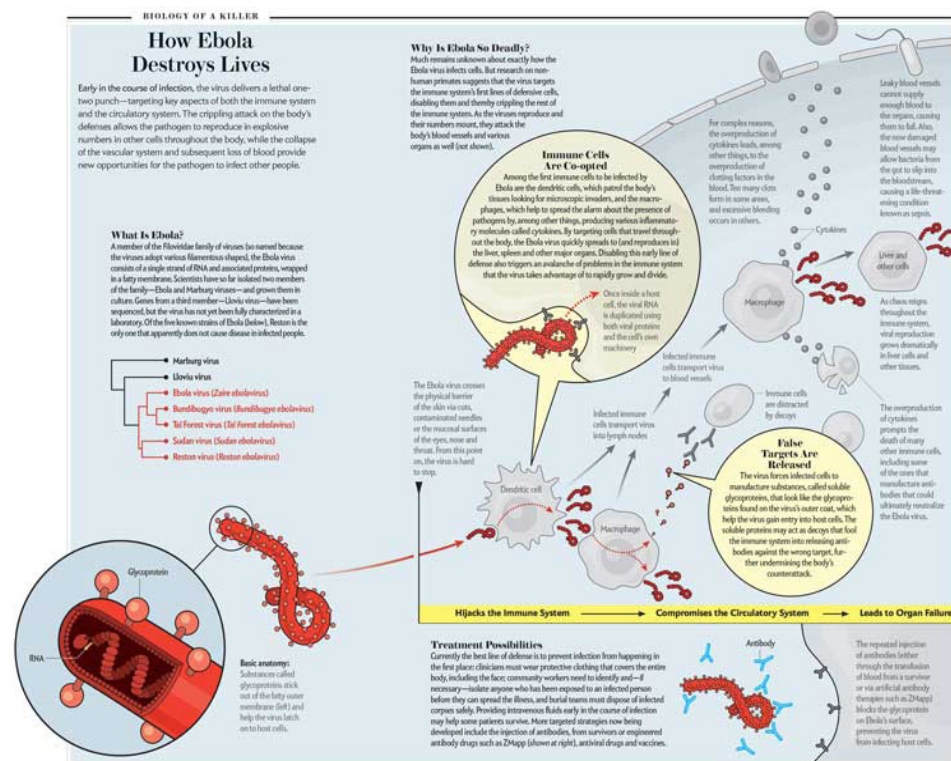 BIOLOGY OF A KILLER
How Ebola
Destroys Lives
Early in the course of infection, the virus delivers a lethal one-
two punch—targeting key aspects of both the immune system
and the circulatory system. The crippling attack on the body's
defenses allows the pathogen to reproduce in explosive
numbers in other cells throughout the body, while the collapse
of the vascular system and subsequent loss of blood provide
new opportunities for the pathogen to infect other people.
What Is Ebola?
A member of the Filoviridae family of viruses (so named because
the viruses adopt various filamentous shapes), the Ebola virus
consists of a single strand of RNA and associated proteins, wrapped
in a fatty membrane. Scientists have so far isolated two members
of the family—Ebola and Marburg viruses—and grown them in
culture. Genes from a third member—Lloviu virus—have been
sequenced, but the virus has not yet been fully characterized in a
laboratory. Of the five known strains of Ebola (below), Reston is the
only one that apparently does not cause disease in infected people.
Marburg virus
Lloviu virus
Ebola virus (Zaire ebolavirus)
Bundibugyo virus (Bundibugyo ebolavirus)
Taï Forest virus (Taï Forest ebolavirus)
Sudan virus (Sudan ebolavirus)
Reston virus (Reston ebolavirus)
Glycoprotein
RNA
Basic anatomy:
Substances called
glycoproteins stick
out of the fatty outer
membrane (left) and
help the virus latch
on to host cells.
Why Is Ebola So Deadly?
Much remains unknown about exactly how the
Ebola virus infects cells. But research on non-
human primates suggests that the virus targets
the immune system's first lines of defensive cells,
disabling them and thereby crippling the rest of
the immune system. As the viruses reproduce and
their numbers mount, they attack the
body's blood vessels and various
organs as well (not shown).
Immune Cells
Are Co-opted
Among the first immune cells to be infected by
Ebola are the dendritic cells, which patrol the body's
tissues looking for microscopic invaders, and the macro-
phages, which help to spread the alarm about the presence of
pathogens by, among other things, producing various inflammato-
ry molecules called cytokines. By targeting cells that travel through-
out the body, the Ebola virus quickly spreads to (and reproduces in)
the liver, spleen and other major organs. Disabling this early line of
defense also triggers an avalanche of problems in the immune system
that the virus takes advantage of to rapidly grow and divide.
Once inside a host
cell, the viral RNA
is duplicated using
both viral proteins
and the cell's own
machinery
The Ebola virus crosses
the physical barrier
of the skin via cuts,
contaminated needles
or the mucosal surfaces
of the eyes, nose and
throat. From this point
on, the virus is hard
to stop.
Dendritic cell
Macrophage
Infected immune
cells transport virus
into lymph nodes
Infected immune
cells transport virus
to blood vessels
For complex reasons,
the overproduction of
cytokines leads, among
other things, to the
overproduction of
clotting factors in the
blood. Too many clots
form in some areas,
and excessive bleeding
occurs in others.
Cytokines
Macrophage
Liver and
other cells
Leaky blood vessels
cannot supply
enough blood to
the organs, causing
them to fail. Also,
the now damaged
blood vessels may
allow bacteria from
the gut to slip into
the bloodstream,
causing a life-threat-
ening condition
known as sepsis.
As chaos reigns
throughout the
immune system,
viral reproduction
grows dramatically
in liver cells and
other tissues.
Immune cells
are distracted
by decoys
The overproduction
of cytokines
prompts the
death of many
other immune
cells, including
some of the ones
that manufacture anti-
bodies that could
ultimately neutralize
the Ebola virus.
False
Targets Are
Released
The virus forces infected cells to
manufacture substances, called soluble
glycoproteins, that look like the glycopro-
teins found on the virus's outer coat, which
help the virus gain entry into host cells. The
soluble proteins may act as decoys that fool
the immune system into releasing anti-
bodies against the wrong target, fur-
ther undermining the body's
counterattack.
Hijacks the Immune System Compromises the Circulatory System Leads to Organ Failure
Treatment Possibilities
Currently the best line of defense is to prevent infection from happening in
the first place: clinicians must wear protective clothing that covers the entire
body, including the face; community workers need to identify and—if
necessary—isolate anyone who has been exposed to an infected person
before they can spread the illness, and burial teams must dispose of infected
corpses safely. Providing intravenous fluids early in the course of infection
may help some patients survive. More targeted strategies now being
developed include the injection of antibodies, from survivors or engineered
antibody drugs such as ZMapp (shown at right), antiviral drugs and vaccines.
Antibody
The repeated injection
of antibodies (either
through the transfusion
of blood from a survivor
or via artificial antibody
therapies such as ZMapp)
blocks the glycoprotein
on Ebola's surface,
preventing the virus
from infecting host cells.